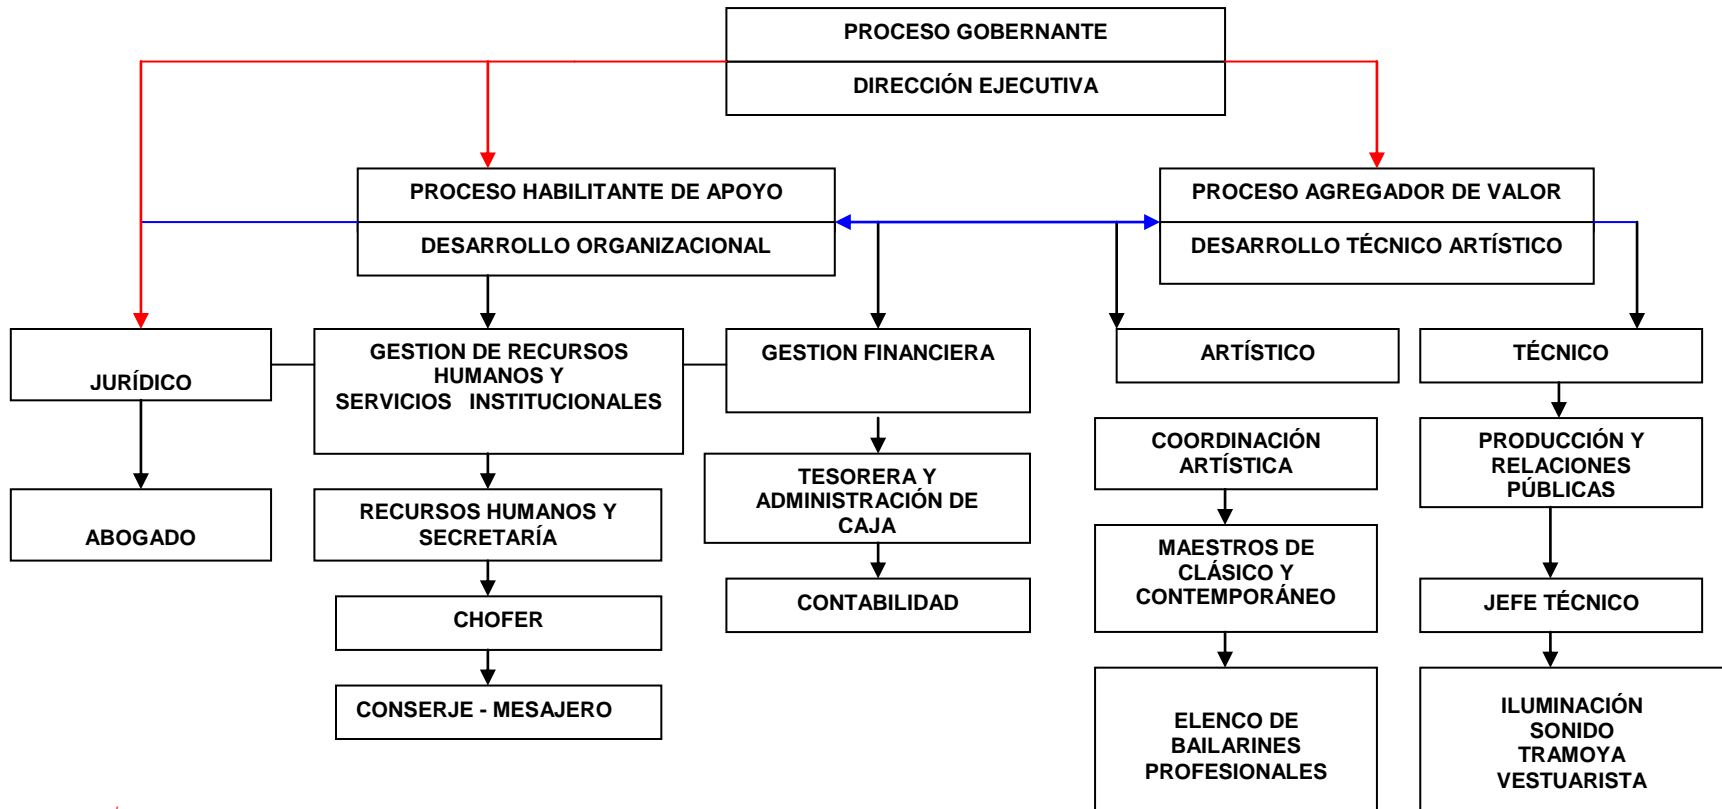 PROCESO GOBERNANTE
DIRECCIÓN EJECUTIVA
PROCESO HABILITANTE DE APOYO
DESARROLLO ORGANIZACIONAL
PROCESO AGREGADOR DE VALOR
DESARROLLO TÉCNICO ARTÍSTICO
JURÍDICO
GESTION DE RECURSOS
HUMANOS Y
SERVICIOS INSTITUCIONALES
GESTION FINANCIERA
ARTÍSTICO
TÉCNICO
ABOGADO
RECURSOS HUMANOS Y
SECRETARÍA
CHOFER
CONSERJE - MESAJERO
TESORERA Y
ADMINISTRACIÓN DE
CAJA
CONTABILIDAD
COORDINACIÓN
ARTÍSTICA
MAESTROS DE
CLÁSICO Y
CONTEMPORÁNEO
ELENCO DE
BAILARINES
PROFESIONALES
PRODUCCIÓN Y
RELACIONES
PÚBLICAS
JEFE TÉCNICO
ILUMINACIÓN
SONIDO
TRAMOYA
VESTUARISTA